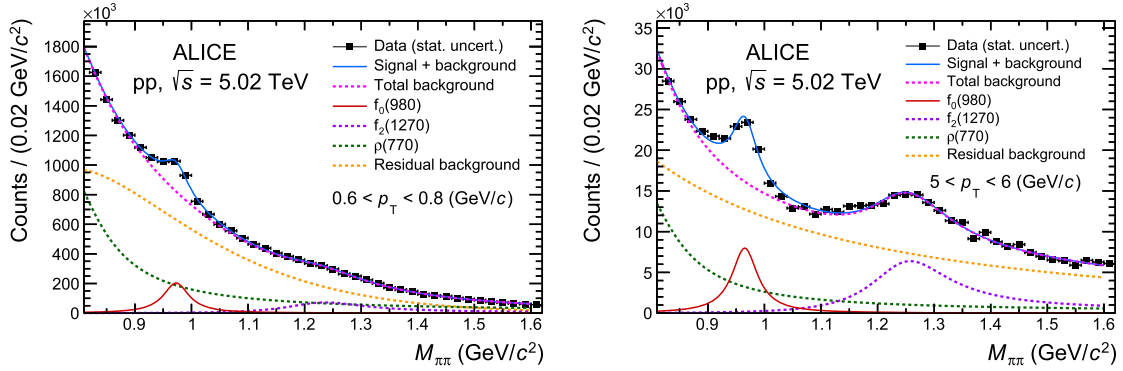 ×10³
ALICE
pp, √s = 5.02 TeV
Data (stat. uncert.)
Signal + background
Total background
f₀(980)
f₂(1270)
ρ(770)
Residual background
0.6 < p_T < 0.8 (GeV/c)
Counts / (0.02 GeV/c²)
1800
1600
1400
1200
1000
800
600
400
200
0
0.9 1 1.1 1.2 1.3 1.4 1.5 1.6
M_ππ (GeV/c²)
×10³
ALICE
pp, √s = 5.02 TeV
Data (stat. uncert.)
Signal + background
Total background
f₀(980)
f₂(1270)
ρ(770)
Residual background
5 < p_T < 6 (GeV/c)
Counts / (0.02 GeV/c²)
35
30
25
20
15
10
5
0
0.9 1 1.1 1.2 1.3 1.4 1.5 1.6
M_ππ (GeV/c²)